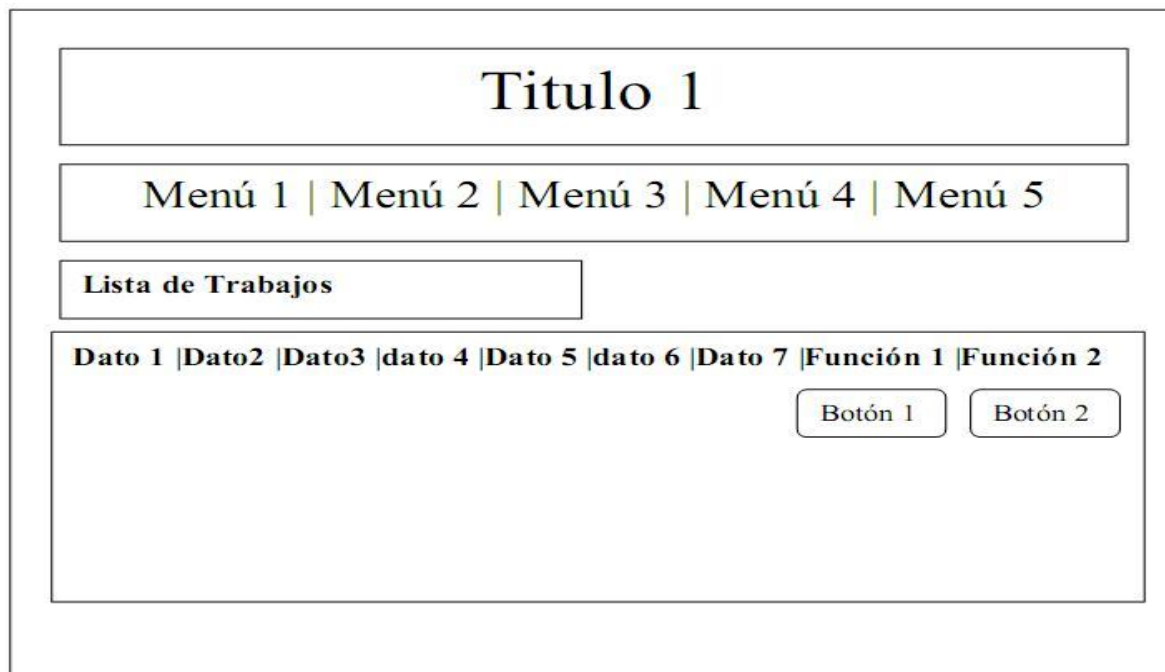 Titulo 1
Menú 1 | Menú 2 | Menú 3 | Menú 4 | Menú 5
Lista de Trabajos
Dato 1 |Dato2 |Dato3 |dato 4 |Dato 5 |dato 6 |Dato 7 |Función 1 |Función 2
Botón 1 Botón 2